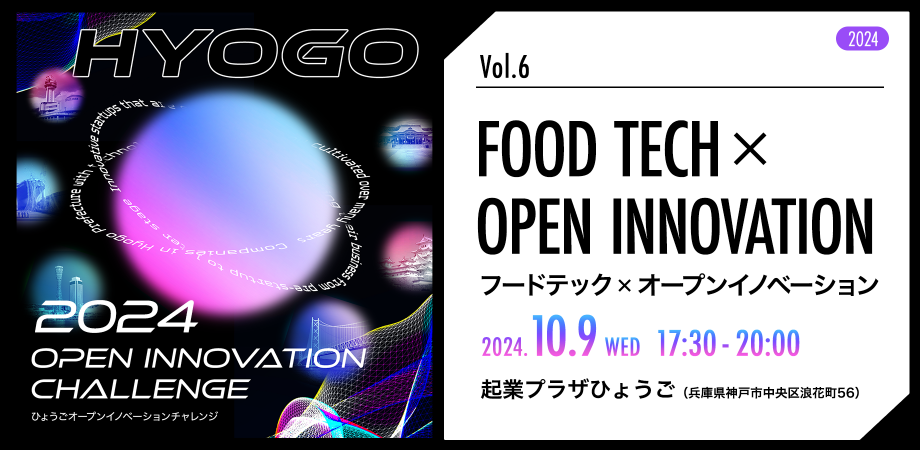 HYOGO
Innovative startups that
cultivated over many years
Companies
in Hyogo Prefecture with
from pre-startup to
2024
OPEN INNOVATION
CHALLENGE
ひょうごオープンイノベーションチャレンジ
2024
Vol.6
FOOD TECH×
OPEN INNOVATION
フードテック×オープンイノベーション
2024.10.9 WED 17:30-20:00
起業プラザひょうご（兵庫県神戸市中央区浪花町56）